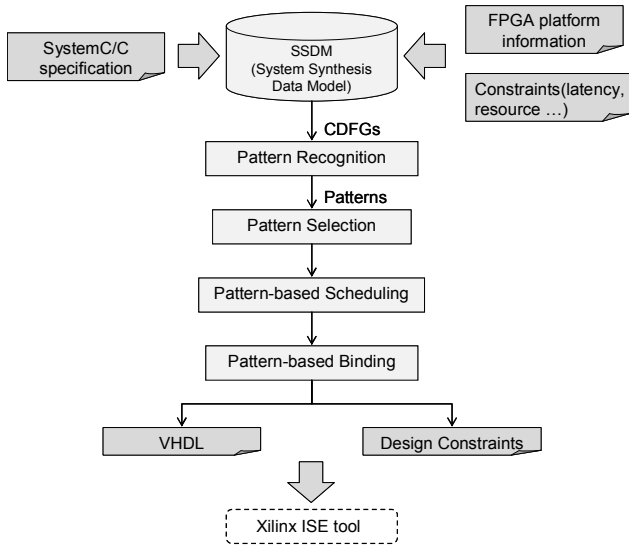 SystemC/C
specification
SSDM
(System Synthesis
Data Model)
FPGA platform
information
Constraints(latency,
resource …)
CDFGs
Pattern Recognition
Patterns
Pattern Selection
Pattern-based Scheduling
Pattern-based Binding
VHDL
Design Constraints
Xilinx ISE tool